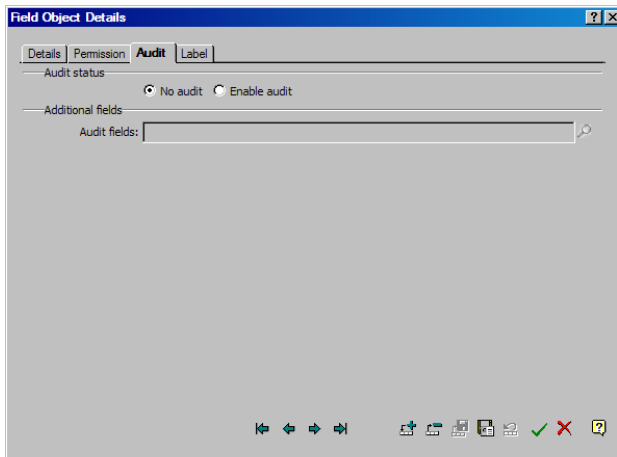 Field Object Details
Details Permission Audit Label
Audit status
No audit Enable audit
Additional fields
Audit fields: